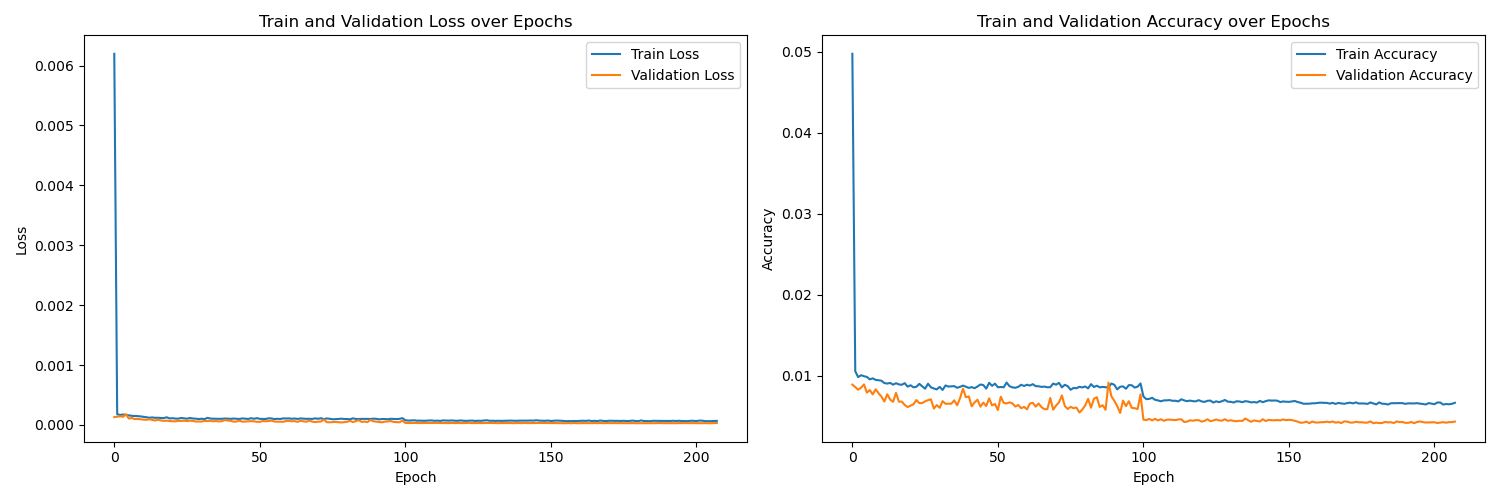 Train and Validation Loss over Epochs
Train Loss
Validation Loss
0.006
0.005
0.004
0.003
0.002
0.001
0.000
Loss
0 50 100 150 200
Epoch
Train and Validation Accuracy over Epochs
Train Accuracy
Validation Accuracy
0.05
0.04
0.03
0.02
0.01
Accuracy
0 50 100 150 200
Epoch